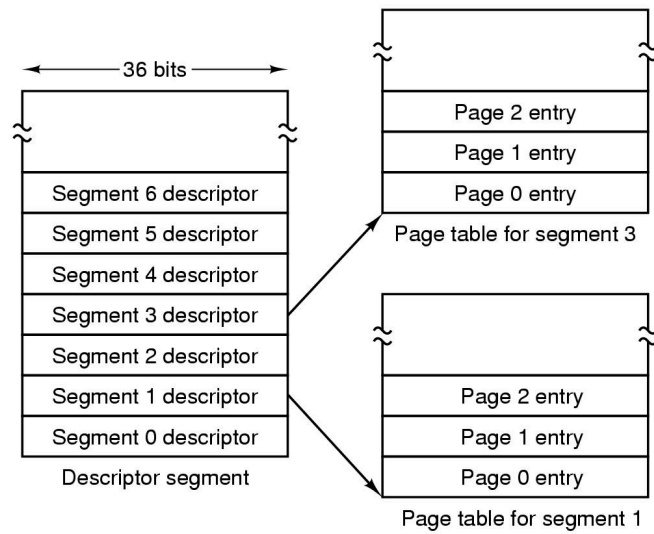 36 bits
Segment 6 descriptor
Segment 5 descriptor
Segment 4 descriptor
Segment 3 descriptor
Segment 2 descriptor
Segment 1 descriptor
Segment 0 descriptor
Descriptor segment
Page 2 entry
Page 1 entry
Page 0 entry
Page table for segment 3
Page 2 entry
Page 1 entry
Page 0 entry
Page table for segment 1